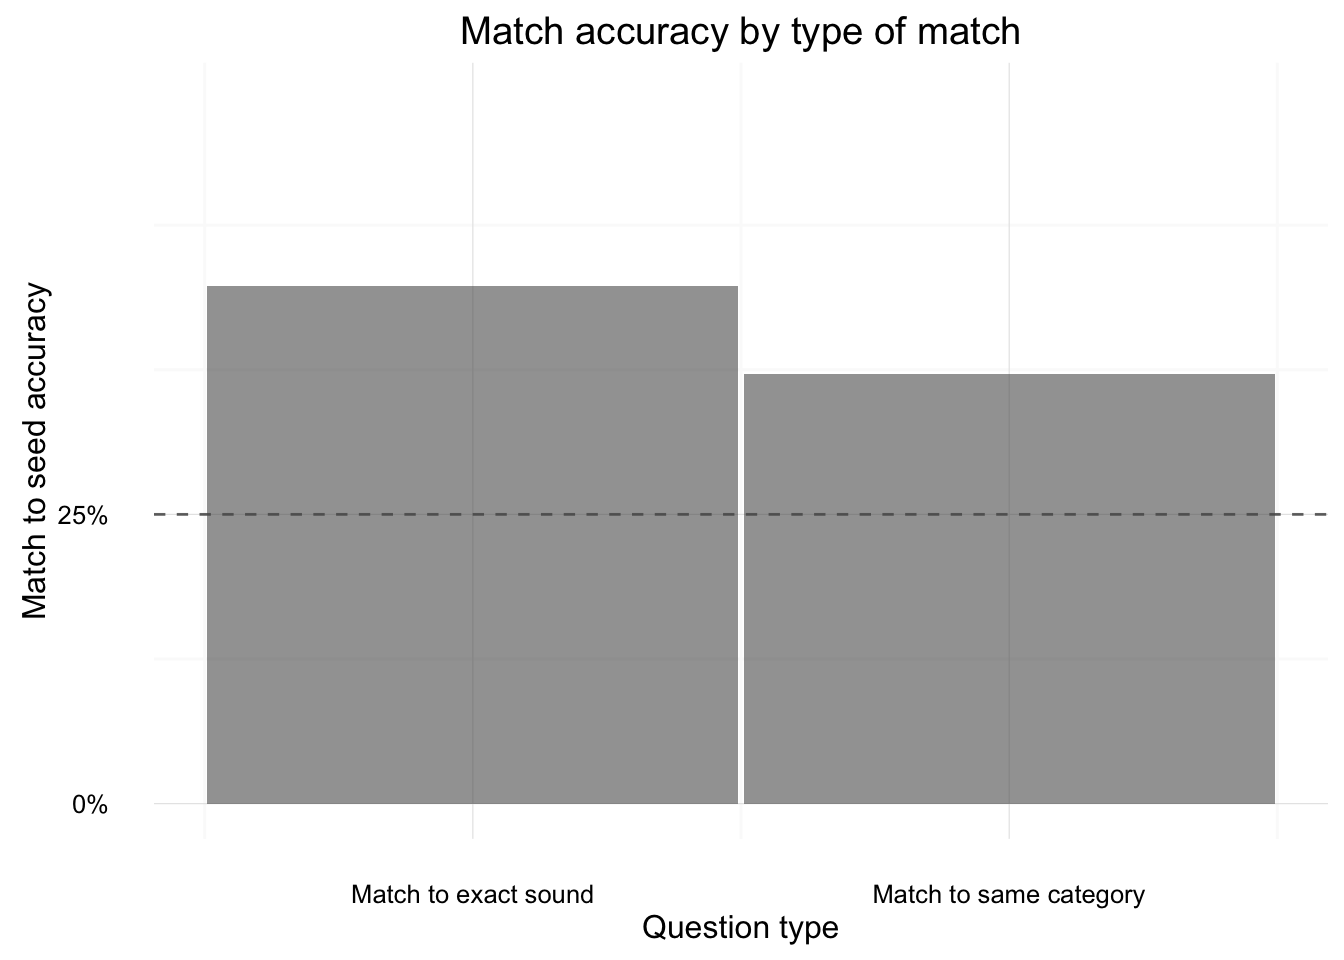 Match accuracy by type of match
Match to seed accuracy
25%
0%
Match to exact sound
Match to same category
Question type